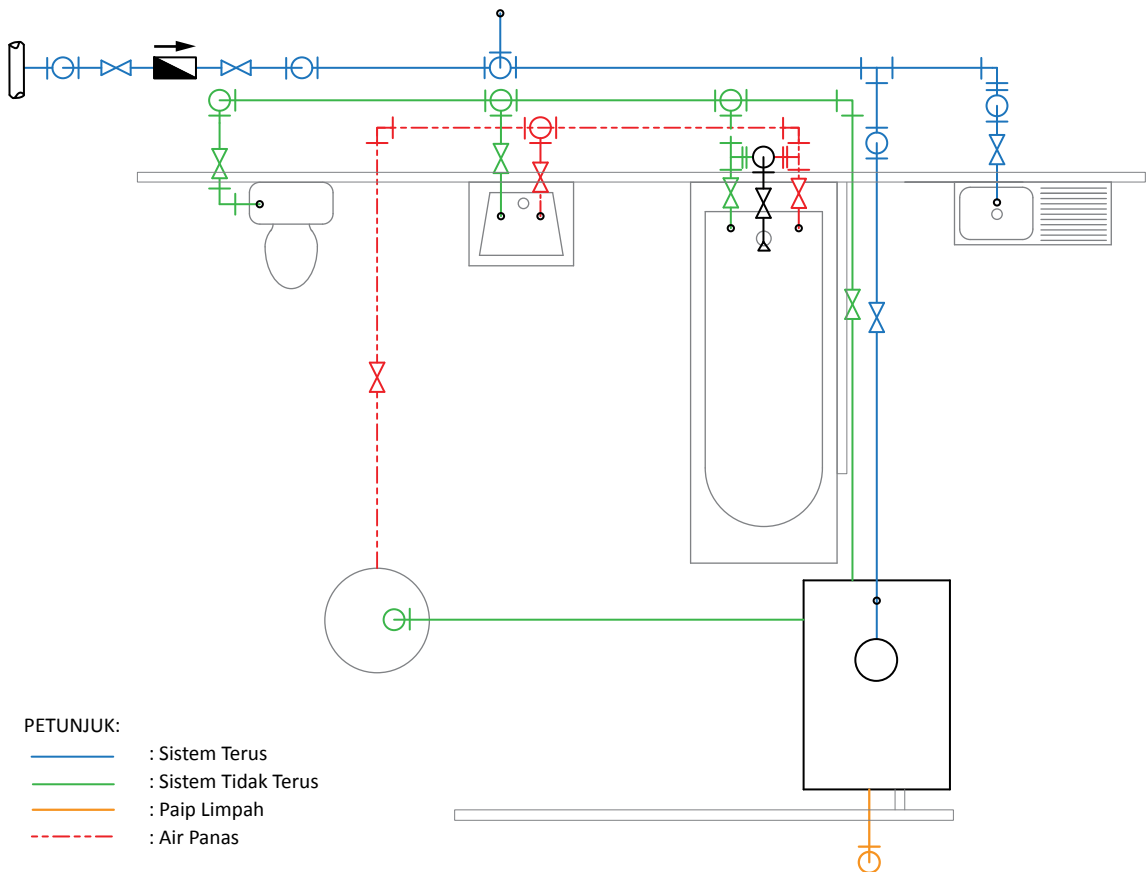 PETUNJUK:
: Sistem Terus
: Sistem Tidak Terus
: Paip Limpah
: Air Panas